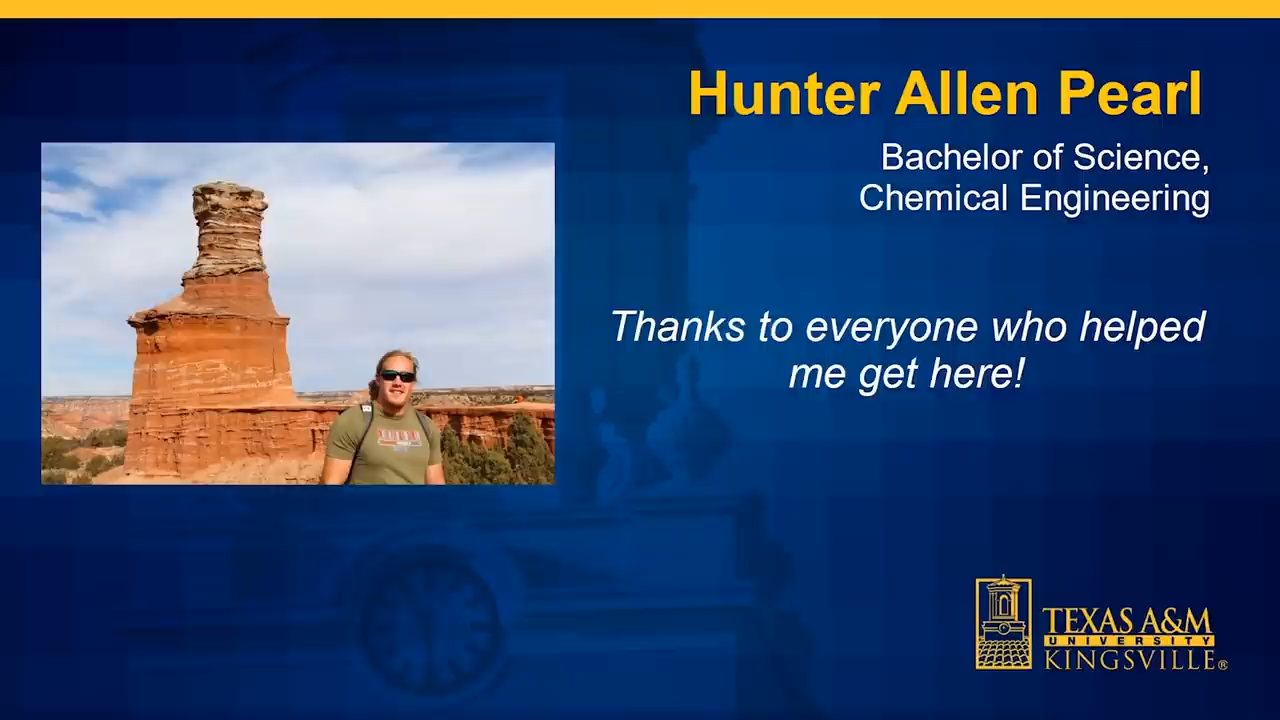 Hunter Allen Pearl
Bachelor of Science,
Chemical Engineering
Thanks to everyone who helped
me get here!
TEXAS A&M
UNIVERSITY
KINGSVILLE®